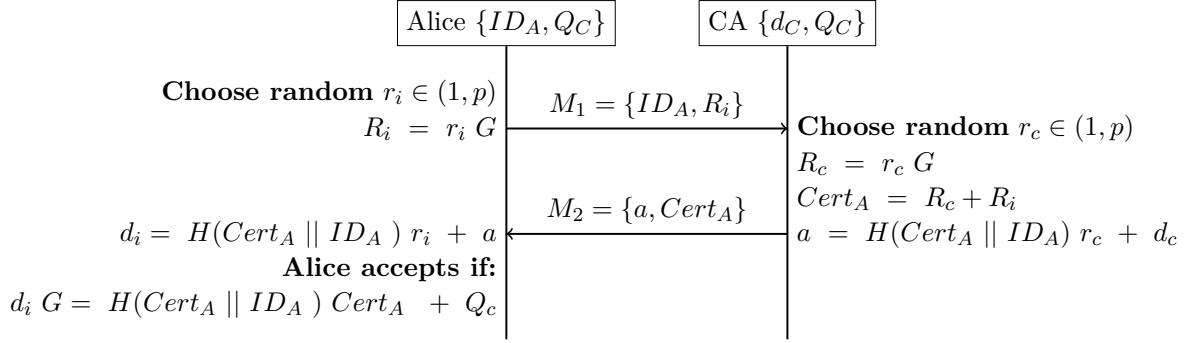 Alice {ID_A, Q_C}
CA {d_C, Q_C}
Choose random r_i ∈ (1, p)
R_i = r_i G
M_1 = {ID_A, R_i}
Choose random r_c ∈ (1, p)
R_c = r_c G
Cert_A = R_c + R_i
M_2 = {a, Cert_A}
a = H(Cert_A || ID_A) r_c + d_c
d_i = H(Cert_A || ID_A ) r_i + a
Alice accepts if:
d_i G = H(Cert_A || ID_A ) Cert_A + Q_c